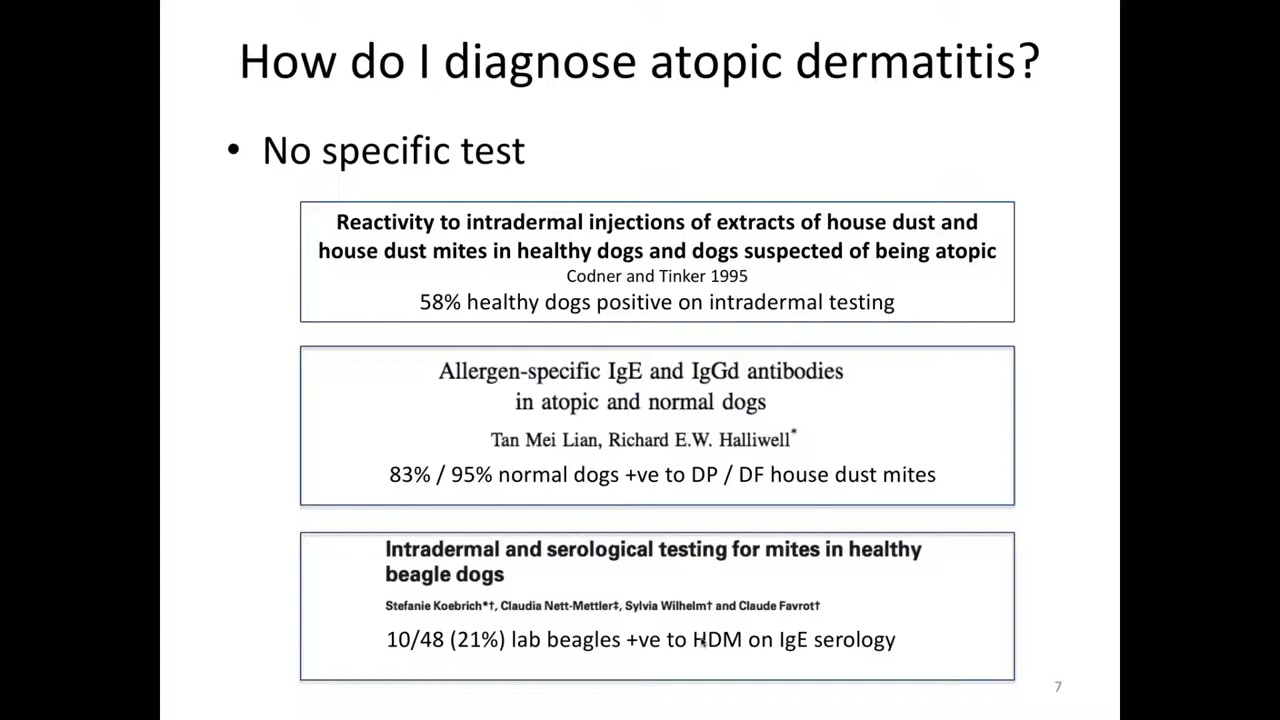 How do I diagnose atopic dermatitis?
• No specific test
Reactivity to intradermal injections of extracts of house dust and
house dust mites in healthy dogs and dogs suspected of being atopic
Codner and Tinker 1995
58% healthy dogs positive on intradermal testing
Allergen-specific IgE and IgGd antibodies
in atopic and normal dogs
Tan Mei Lian, Richard E.W. Halliwell*
83% / 95% normal dogs +ve to DP / DF house dust mites
Intradermal and serological testing for mites in healthy
beagle dogs
Stefanie Koebrich*†, Claudia Nett-Mettler‡, Sylvia Wilhelm† and Claude Favrot†
10/48 (21%) lab beagles +ve to HDM on IgE serology
7